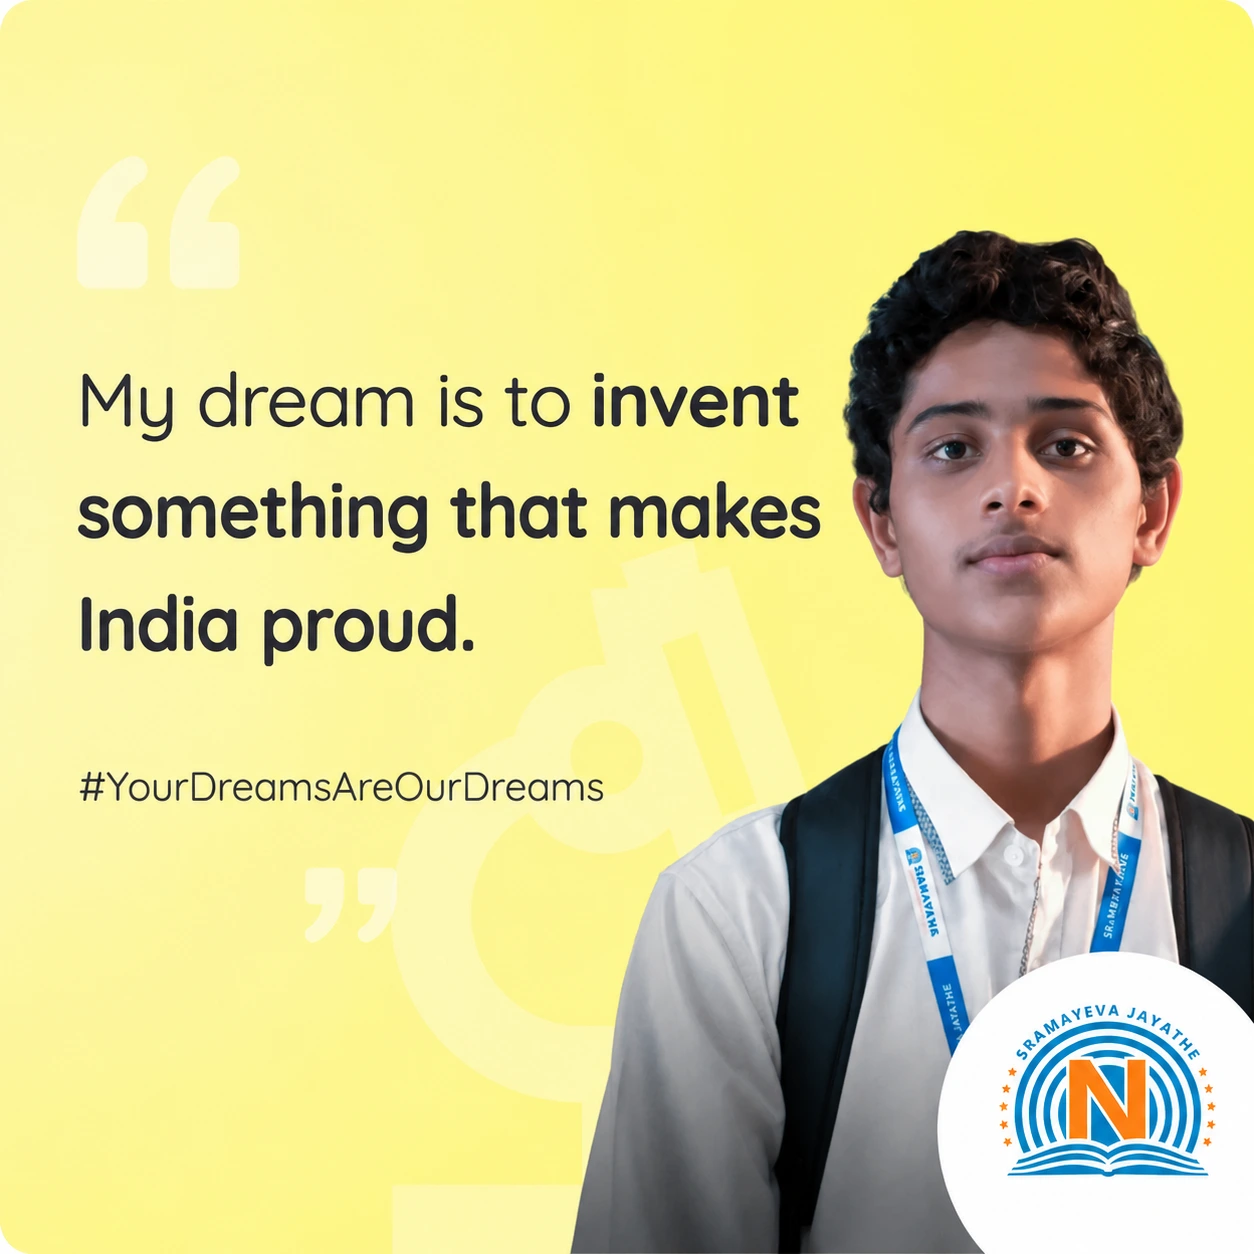 “
My dream is to invent
something that makes
India proud.
#YourDreamsAreOurDreams
”
SRAMAYEVA JAYATHE
N